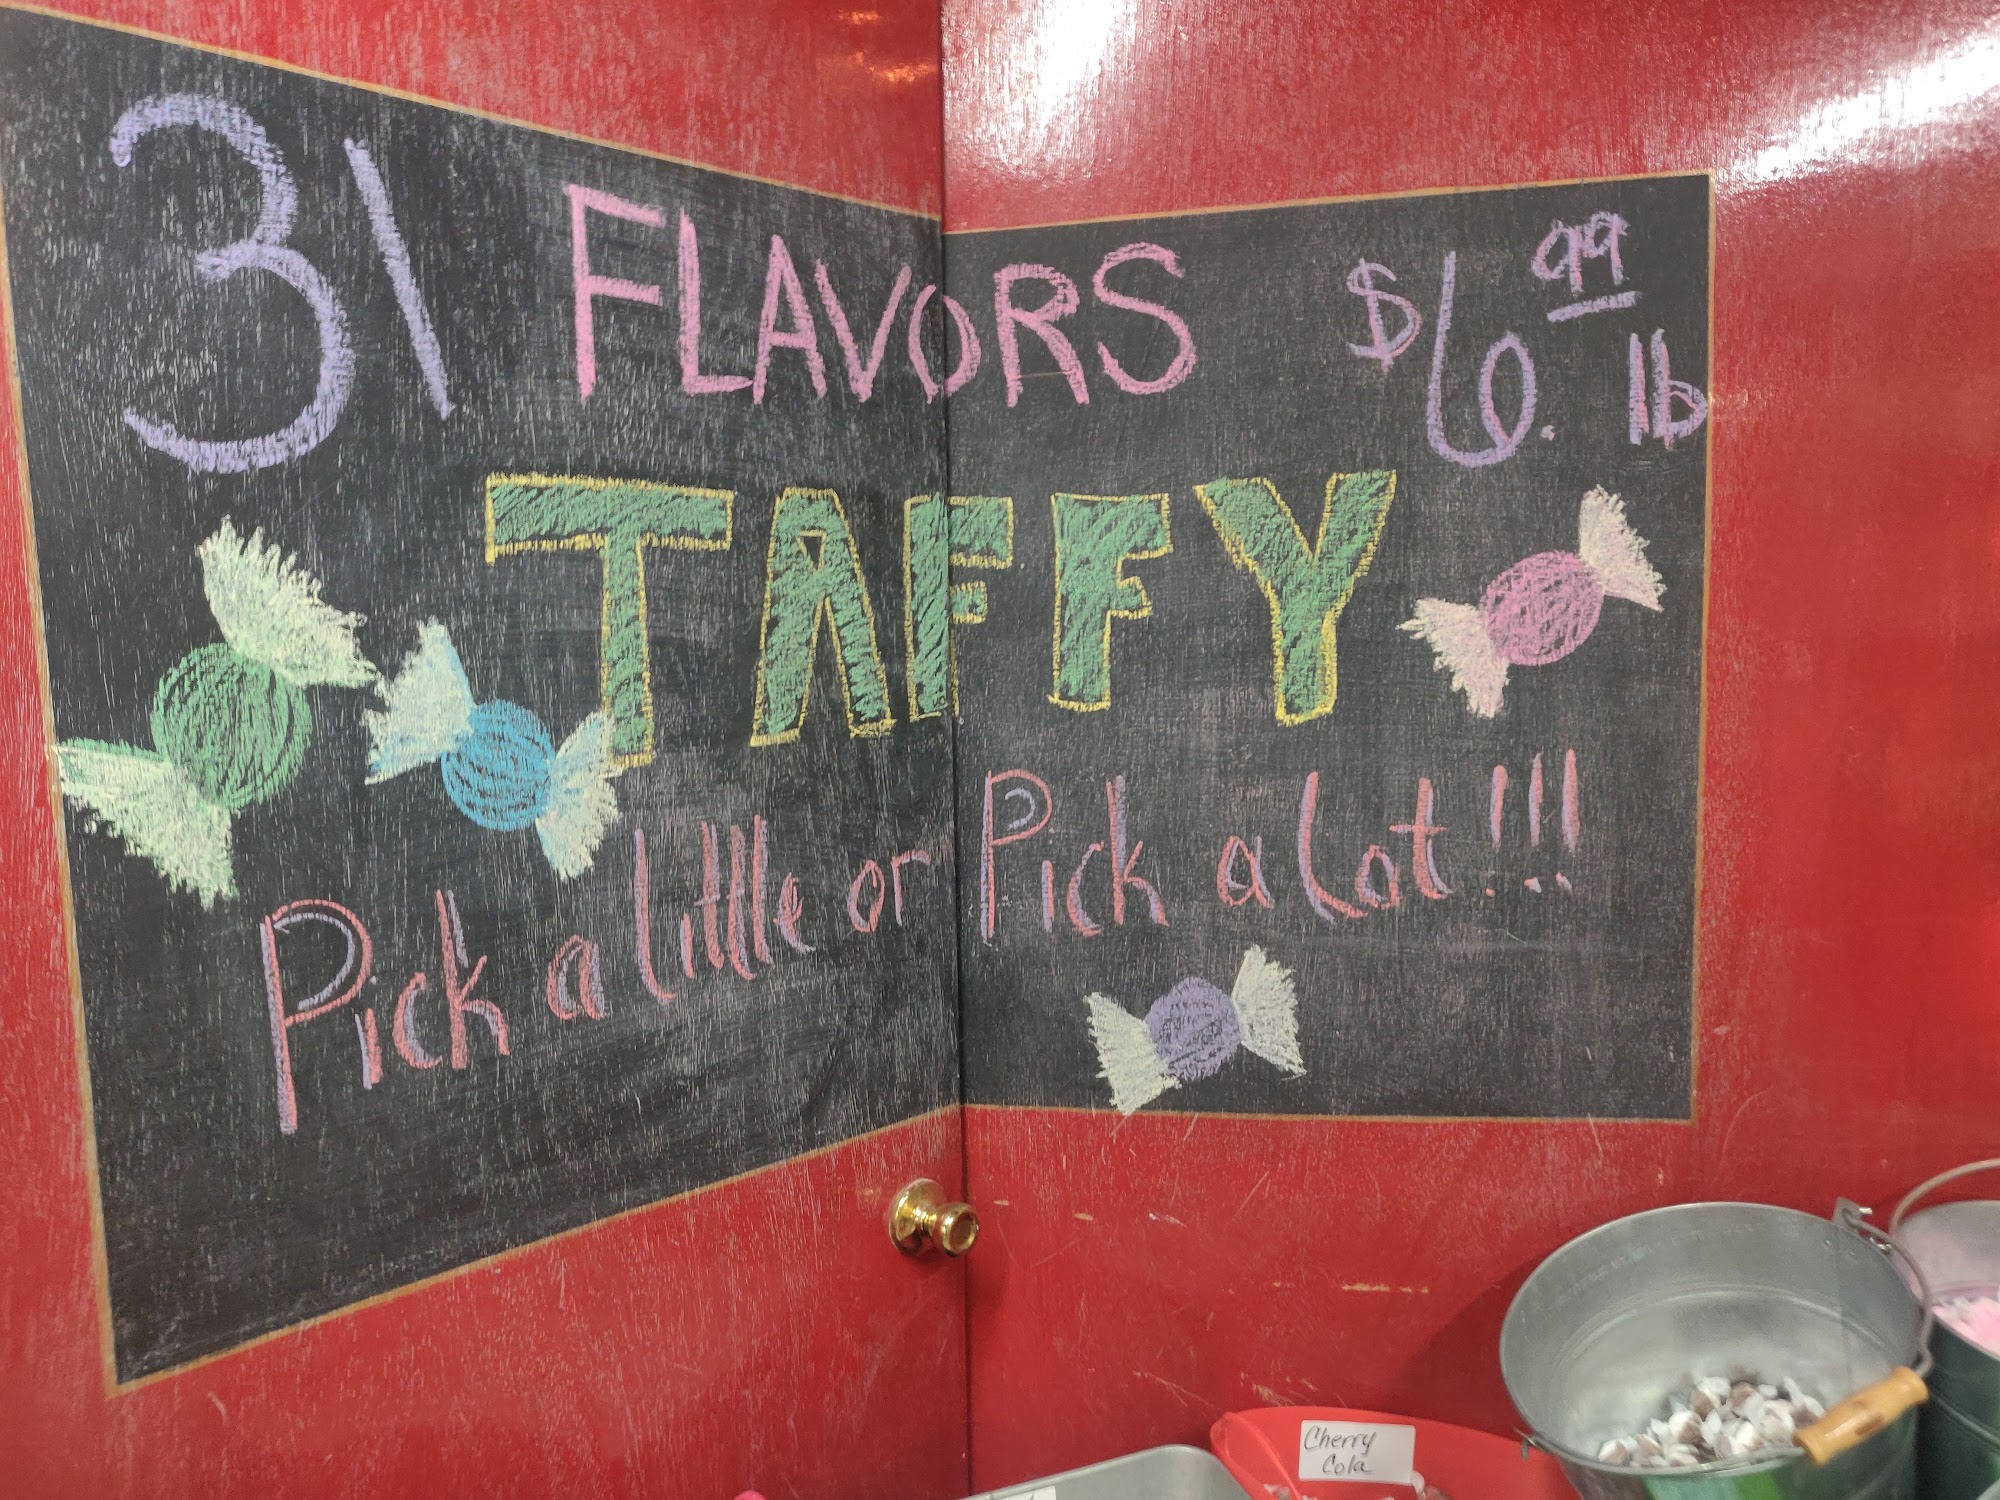 31 FLAVORS $6.99 lb
TAFFY
Pick a little or Pick a Lot!!!
Cherry
Cola